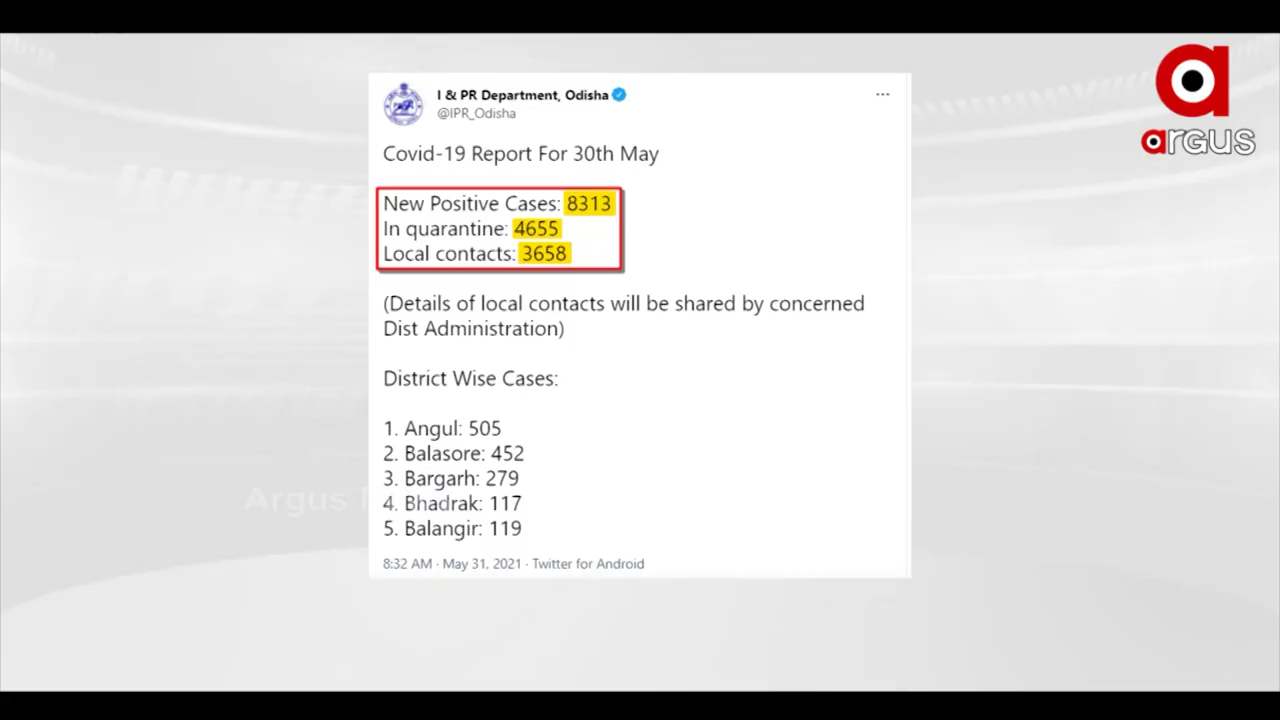 I & PR Department, Odisha
@IPR_Odisha
...
argus
Covid-19 Report For 30th May
New Positive Cases: 8313
In quarantine: 4655
Local contacts: 3658
(Details of local contacts will be shared by concerned
Dist Administration)
District Wise Cases:
1. Angul: 505
2. Balasore: 452
3. Bargarh: 279
Argus
4. Bhadrak: 117
5. Balangir: 119
8:32 AM · May 31, 2021 · Twitter for Android